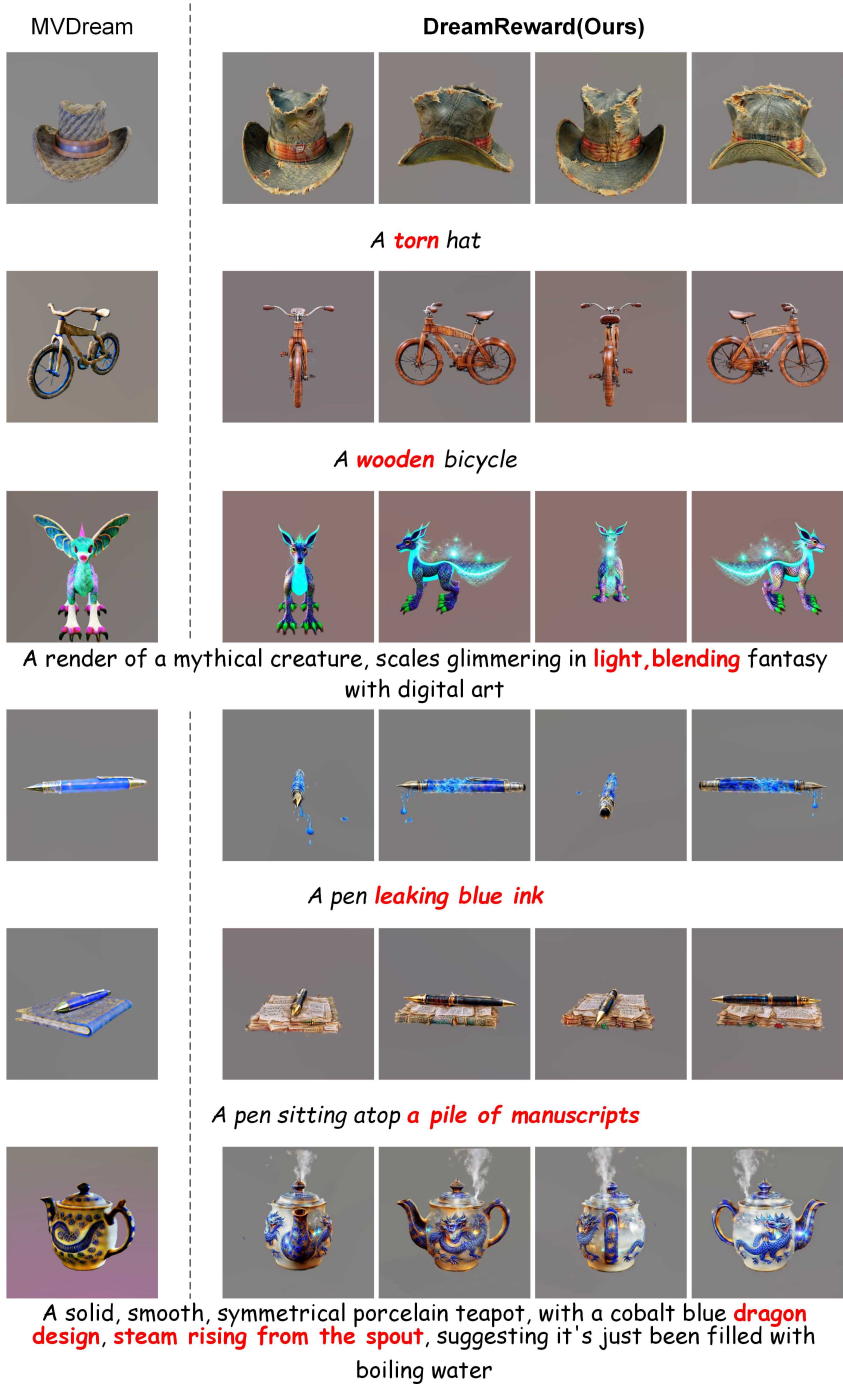 MVDream
DreamReward(Ours)
A torn hat
A wooden bicycle
A render of a mythical creature, scales glimmering in light,blending fantasy
with digital art
A pen leaking blue ink
A pen sitting atop a pile of manuscripts
A solid, smooth, symmetrical porcelain teapot, with a cobalt blue dragon
design, steam rising from the spout, suggesting it's just been filled with
boiling water